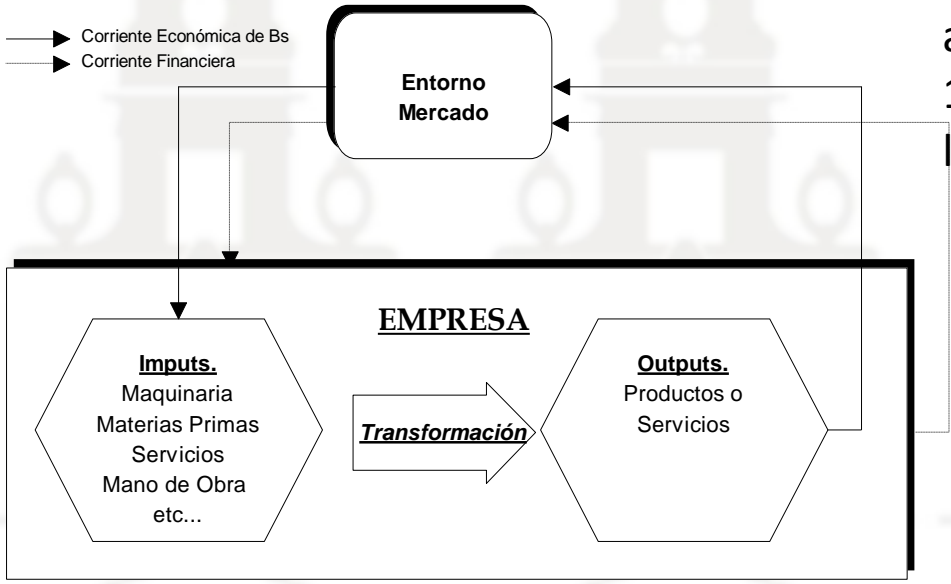 Corriente Económica de Bs
Corriente Financiera
Entorno
Mercado
EMPRESA
Imputs.
Maquinaria
Materias Primas
Servicios
Mano de Obra
etc...
Transformación
Outputs.
Productos o
Servicios